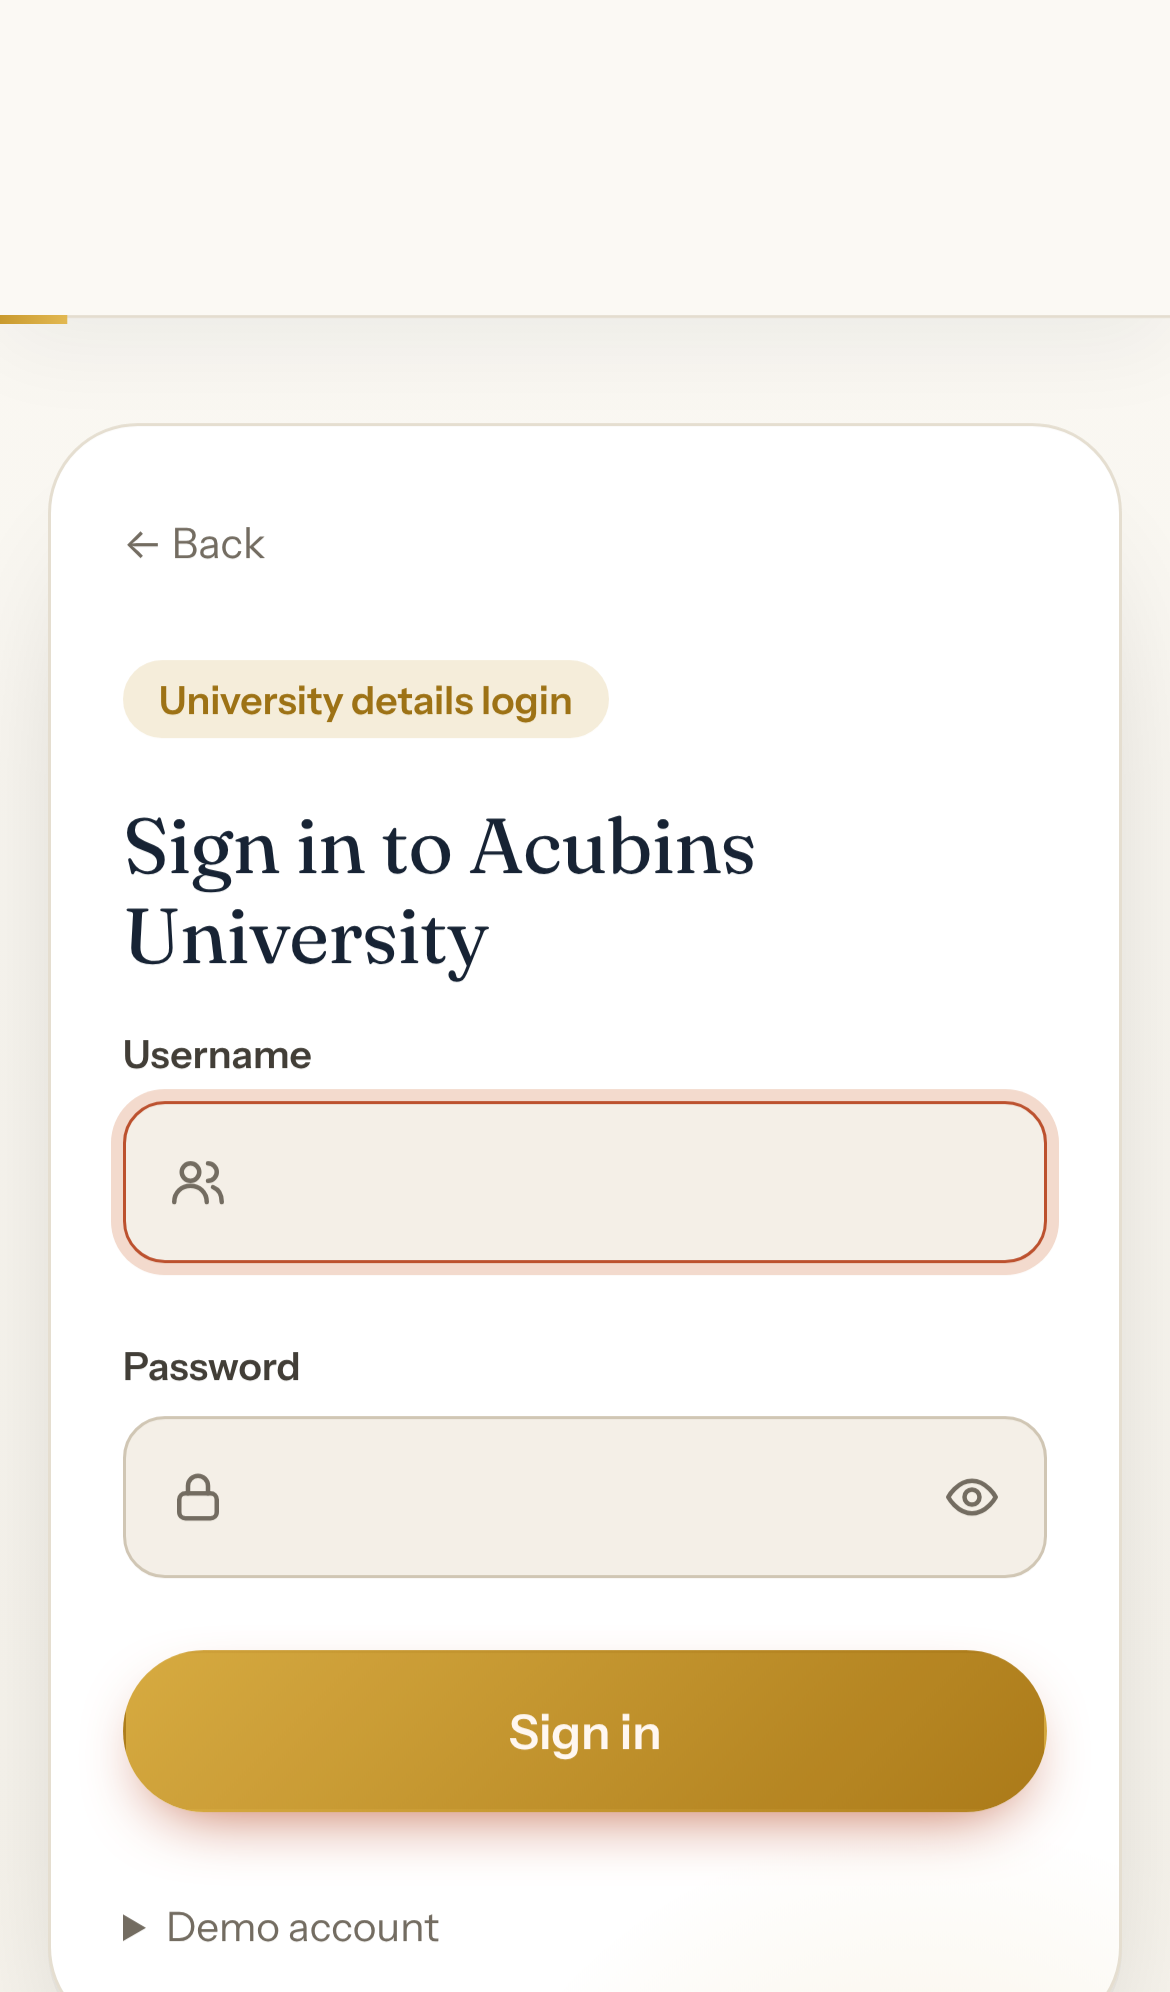 ← Back
University details login
Sign in to Acubins
University
Username
Password
Sign in
▶ Demo account